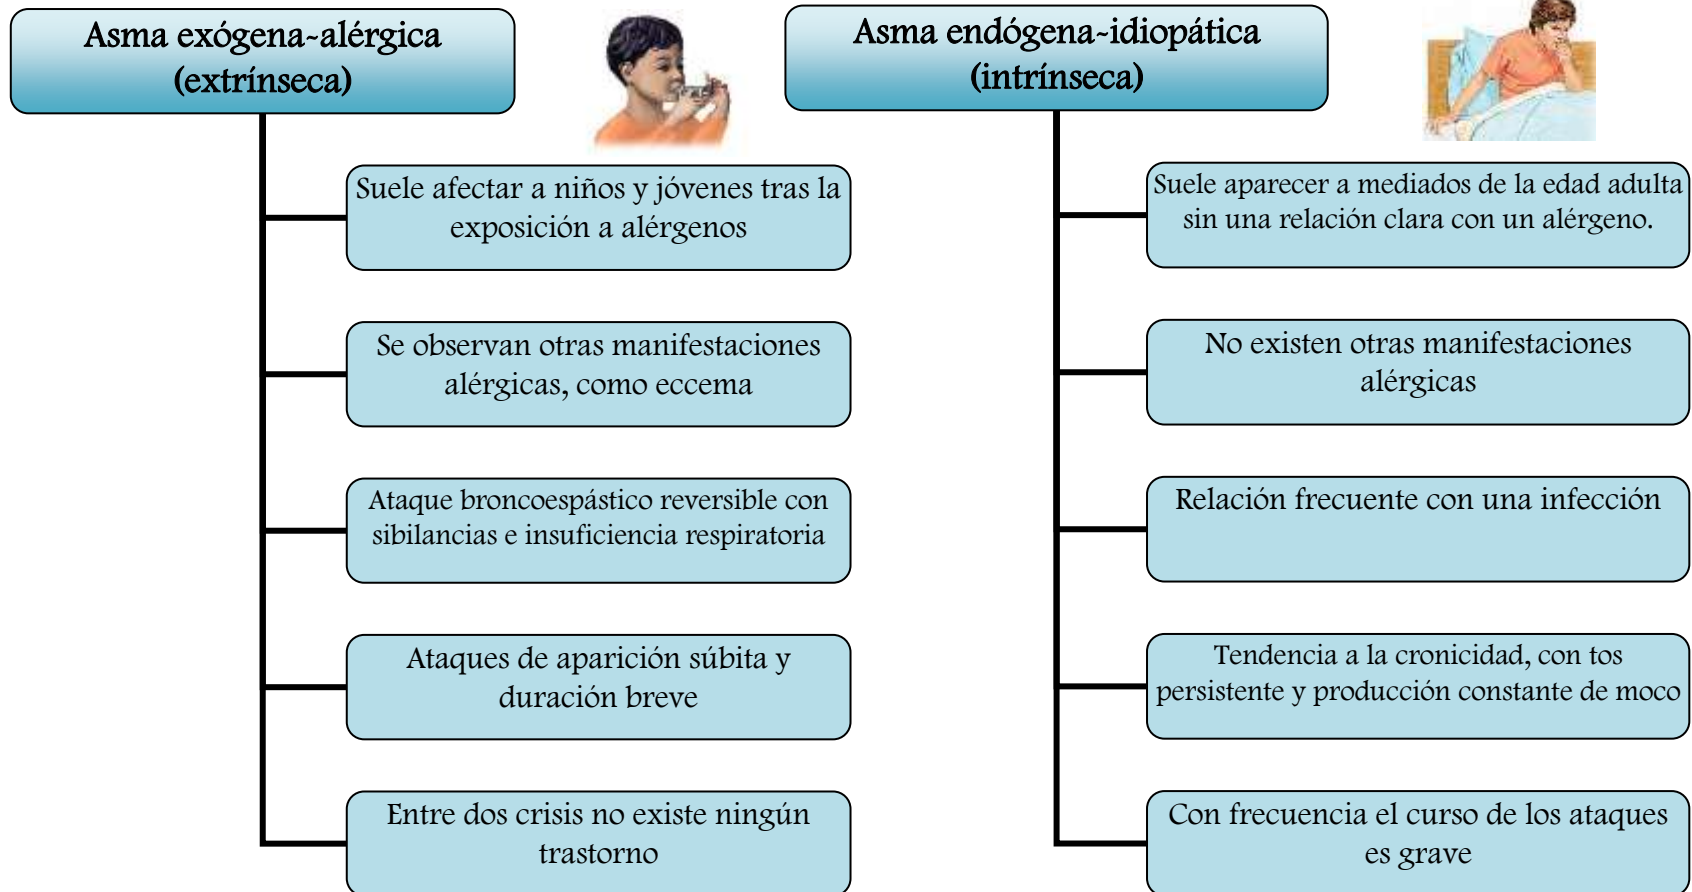 Asma exógena-alérgica
(extrínseca)
Suele afectar a niños y jóvenes tras la
exposición a alérgenos
Se observan otras manifestaciones
alérgicas, como eccema
Ataque broncoespástico reversible con
sibilancias e insuficiencia respiratoria
Ataques de aparición súbita y
duración breve
Entre dos crisis no existe ningún
trastorno
Asma endógena-idiopática
(intrínseca)
Suele aparecer a mediados de la edad adulta
sin una relación clara con un alérgeno.
No existen otras manifestaciones
alérgicas
Relación frecuente con una infección
Tendencia a la cronicidad, con tos
persistente y producción constante de moco
Con frecuencia el curso de los ataques
es grave